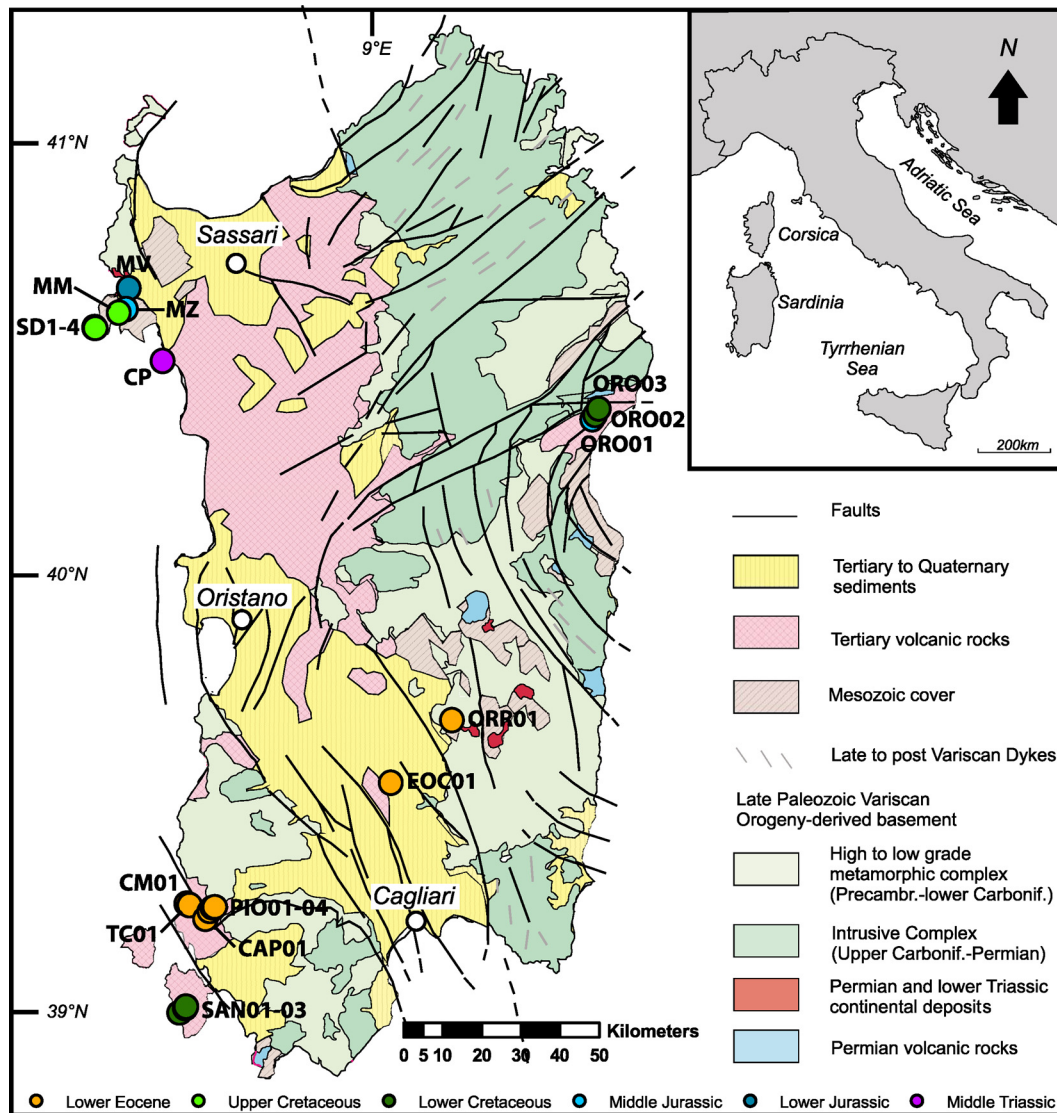 9°E
41°N
Sassari
MV
MM
MZ
SD1-4
CP
ORO03
ORO02
ORO01
40°N
Oristano
ORR01
EOC01
CM01
PIO01-04
Cagliari
TC01
CAP01
39°N
SAN01-03
Kilometers
0 5 10 20 30 40 50
N
Adriatic Sea
Corsica
Sardinia
Tyrrhenian
Sea
200km
Faults
Tertiary to Quaternary
sediments
Tertiary volcanic rocks
Mesozoic cover
Late to post Variscan Dykes
Late Paleozoic Variscan
Orogeny-derived basement
High to low grade
metamorphic complex
(Precambr.-lower Carbonif.)
Intrusive Complex
(Upper Carbonif.-Permian)
Permian and lower Triassic
continental deposits
Permian volcanic rocks
Lower Eocene Upper Cretaceous Lower Cretaceous Middle Jurassic Lower Jurassic Middle Triassic